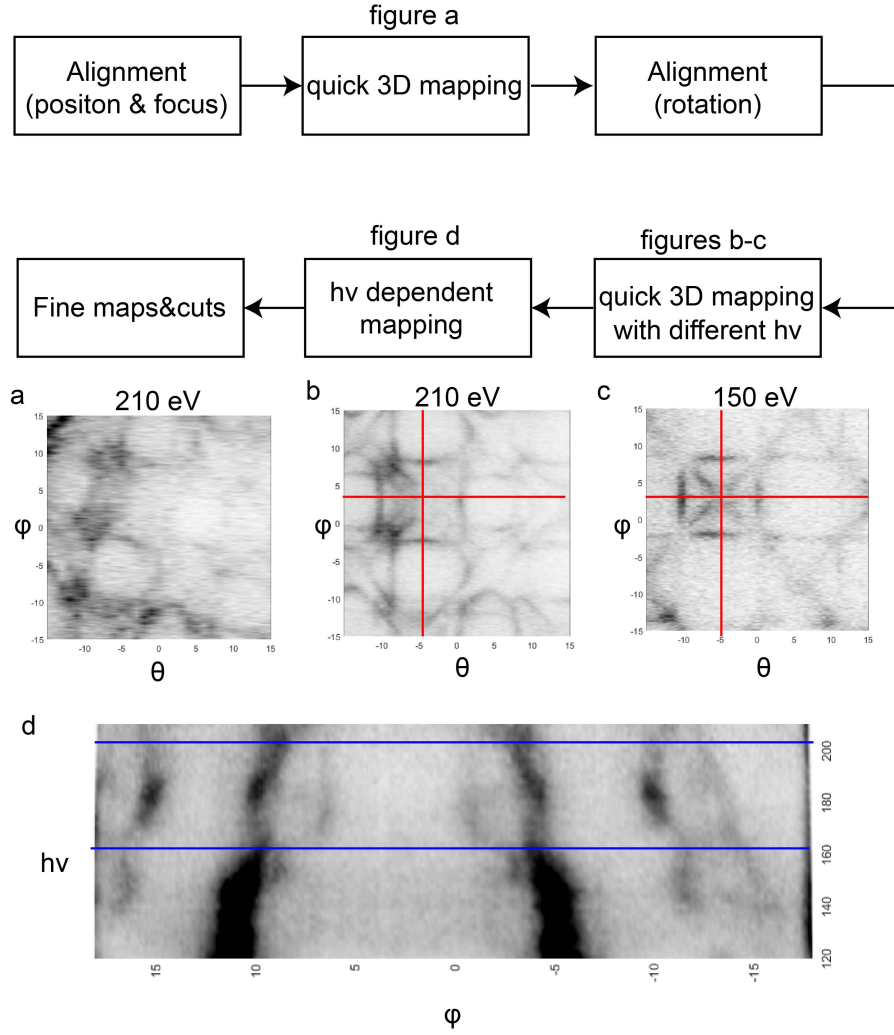 figure a
Alignment
(positon & focus)
quick 3D mapping
Alignment
(rotation)
figure d
figures b-c
Fine maps&cuts
hv dependent
mapping
quick 3D mapping
with different hv
a
210 eV
15
10
5
0
-5
-10
-15
φ
-10
-5
0
5
10
15
θ
b
210 eV
15
10
5
0
-5
-10
-15
φ
-10
-5
0
5
10
15
θ
c
150 eV
15
10
5
0
-5
-10
-15
φ
-10
-5
0
5
10
15
θ
d
hv
200
180
160
140
120
15
10
5
0
-5
-10
-15
φ